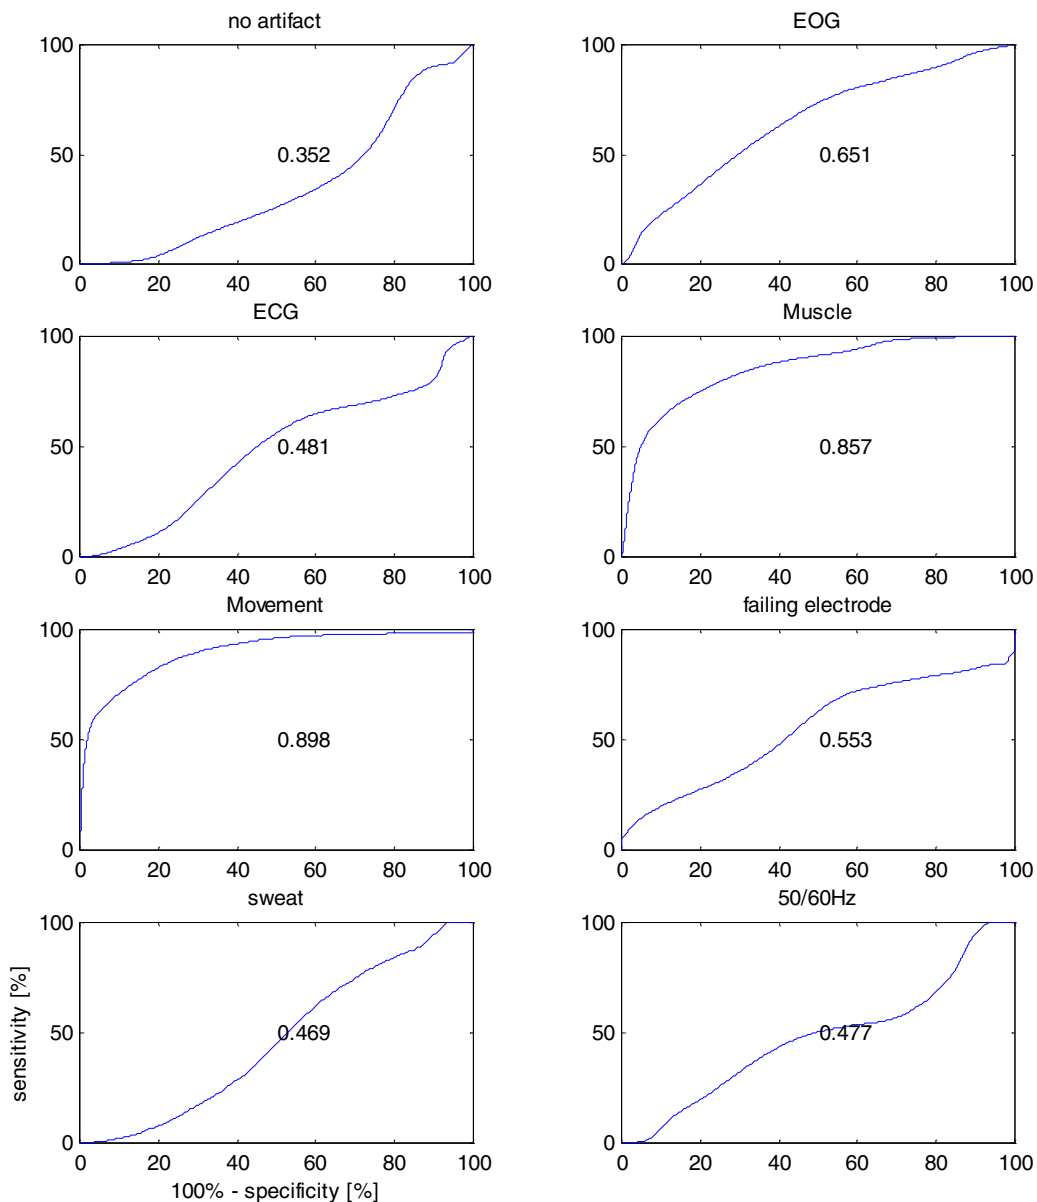 no artifact
EOG
100
50
0
0.352
0 20 40 60 80 100
100
50
0
0.651
0 20 40 60 80 100
ECG
Muscle
100
50
0
0.481
0 20 40 60 80 100
100
50
0
0.857
0 20 40 60 80 100
Movement
failing electrode
100
50
0
0.898
0 20 40 60 80 100
100
50
0
0.553
0 20 40 60 80 100
sweat
50/60Hz
sensitivity [%]
100
50
0
0.469
0 20 40 60 80 100
100% - specificity [%]
100
50
0
0.477
0 20 40 60 80 100